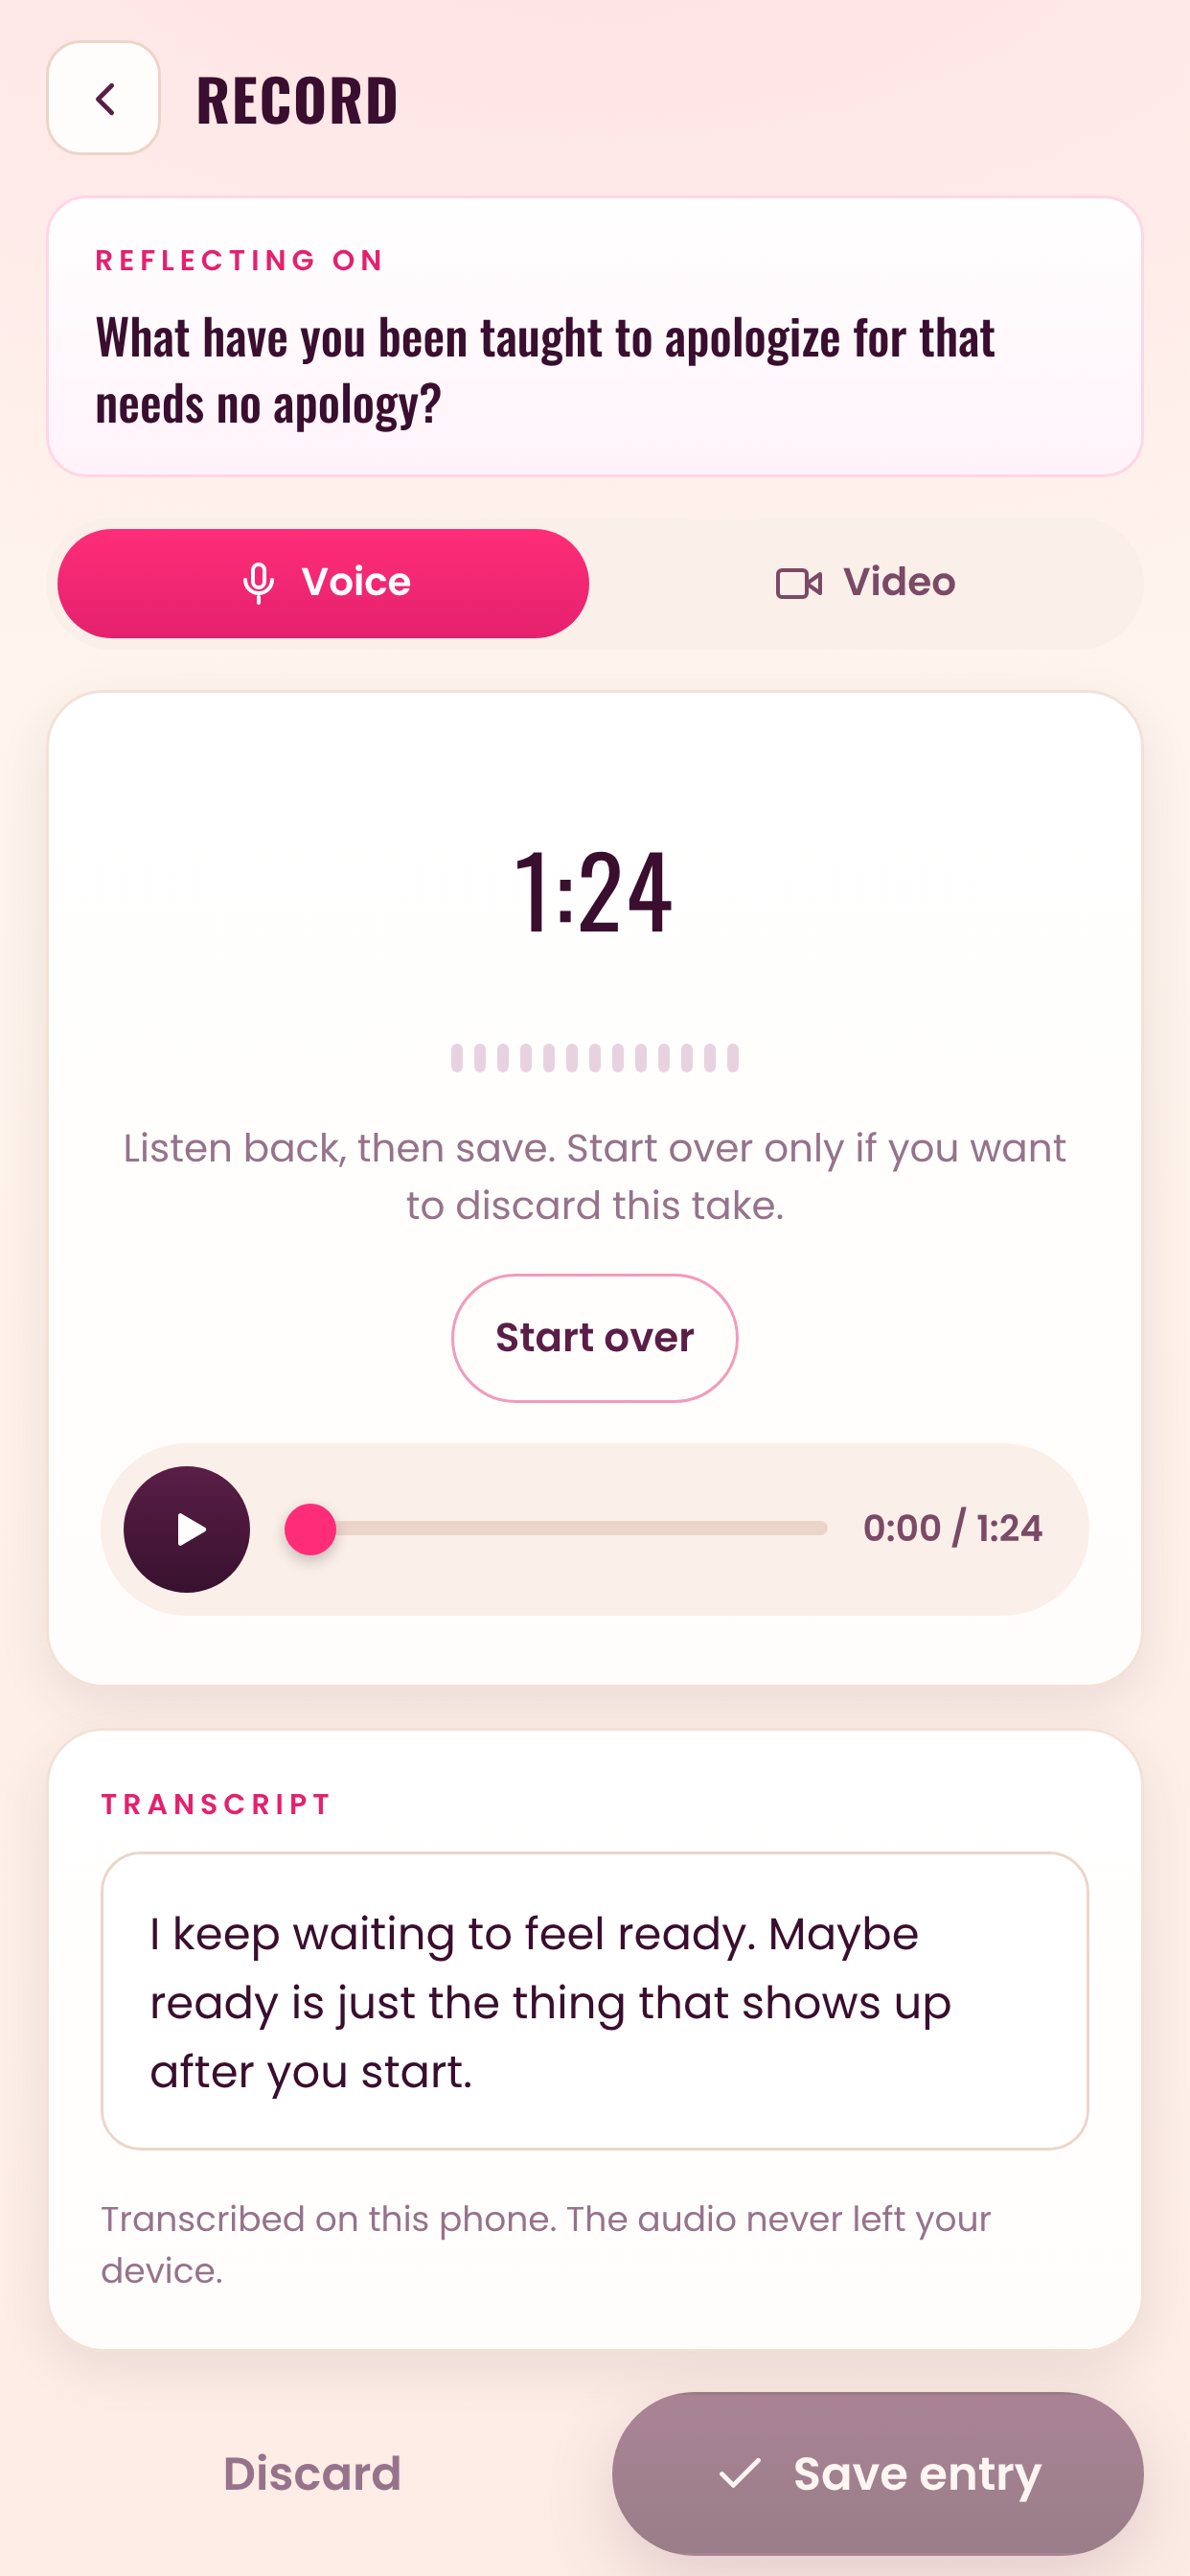 RECORD
REFLECTING ON
What have you been taught to apologize for that
needs no apology?
Voice
Video
1:24
Listen back, then save. Start over only if you want
to discard this take.
Start over
0:00 / 1:24
TRANSCRIPT
I keep waiting to feel ready. Maybe
ready is just the thing that shows up
after you start.
Transcribed on this phone. The audio never left your
device.
Discard
Save entry